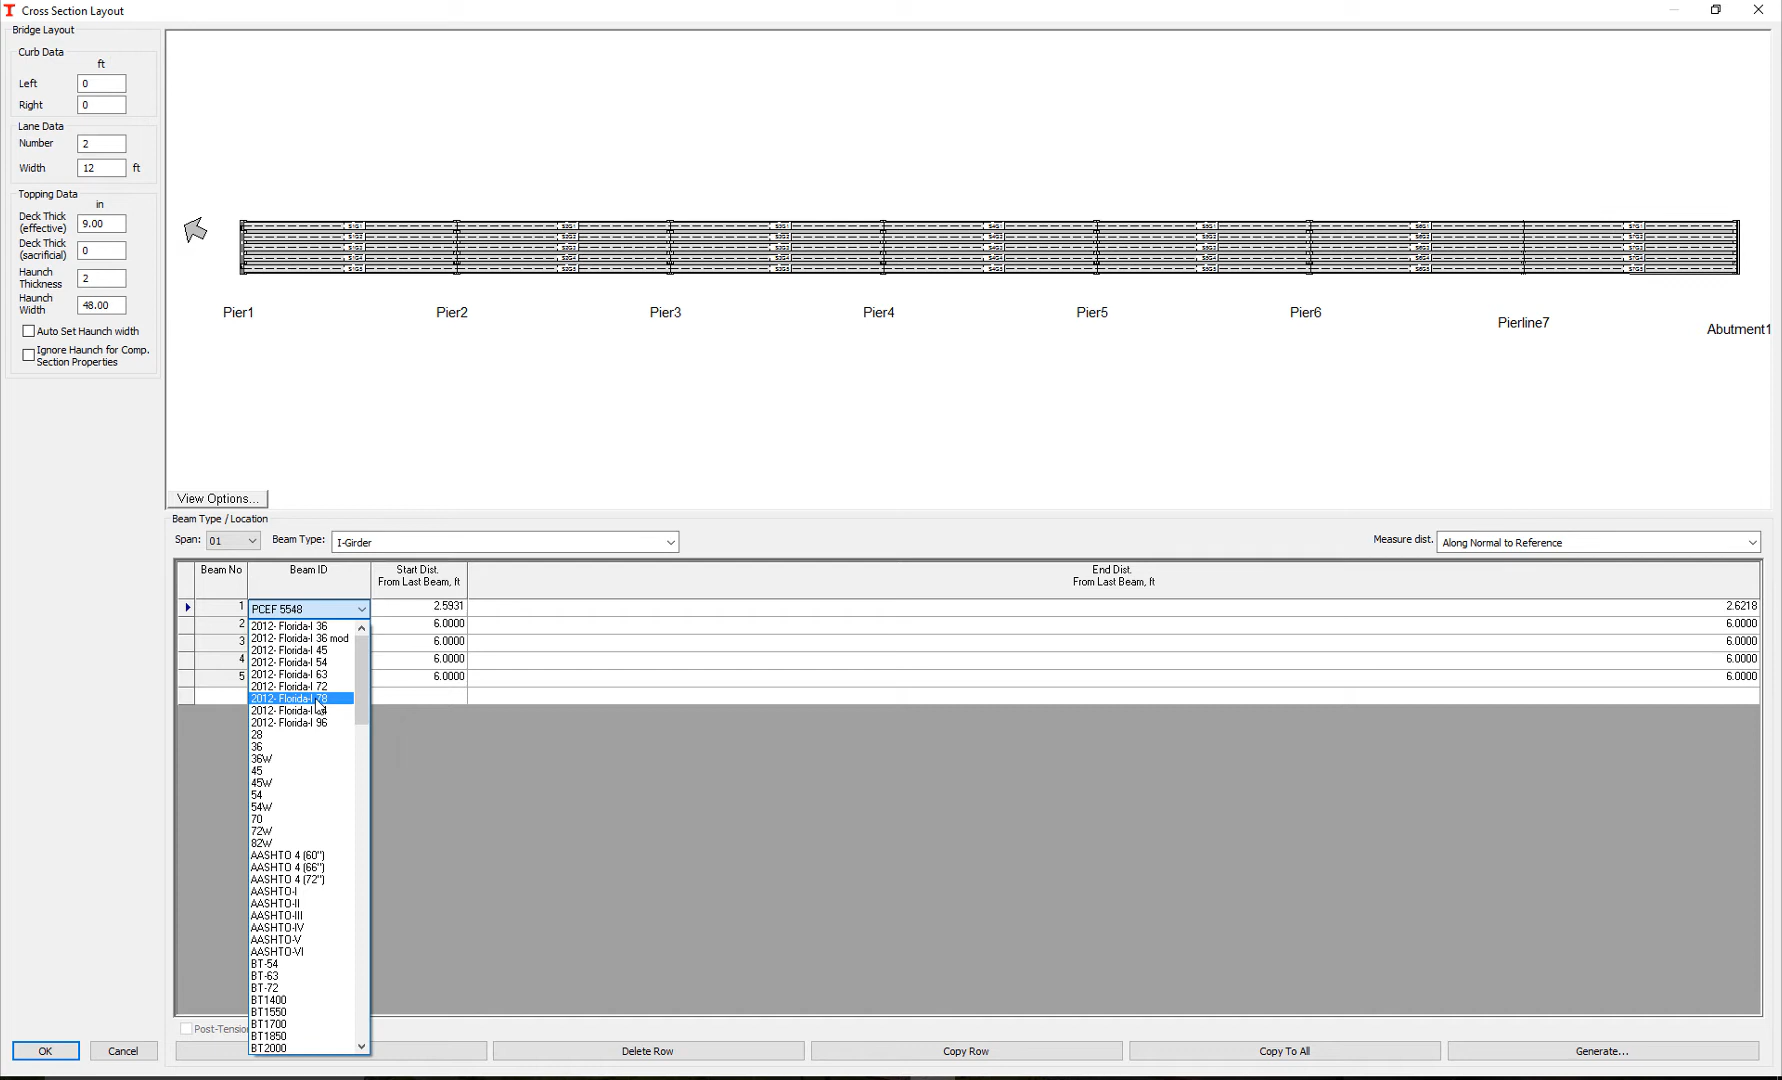 Cross Section Layout
Bridge Layout
Curb Data
ft
Left 0
Right 0
Lane Data
Number 2
Width 12 ft
Topping Data
in
Deck Thick
(effective) 9.00
Deck Thick
(sacrificial) 0
Haunch
Thickness 2
Haunch
Width 48.00
Auto Set Haunch width
Ignore Haunch for Comp.
Section Properties
Pier1 Pier2 Pier3 Pier4 Pier5 Pier6 Pierline7 Abutment1
View Options...
Beam Type / Location
Span: 01 Beam Type: I-Girder Measure dist. Along Normal to Reference
Beam No Beam ID Start Dist.
From Last Beam, ft End Dist.
From Last Beam, ft
1 PCEF 5548 2.5931 2.6218
2 6.0000 6.0000
3 6.0000 6.0000
4 6.0000 6.0000
5 6.0000 6.0000
2012- Florida-I 36
2012- Florida-I 36 mod
2012- Florida-I 45
2012- Florida-I 54
2012- Florida-I 63
2012- Florida-I 72
2012- Florida-I 78
2012- Florida-I
2012- Florida-I 96
28
36
36W
45
45W
54
54W
70
72W
82W
AASHTO 4 (60")
AASHTO 4 (66")
AASHTO 4 (72")
AASHTO-I
AASHTO-II
AASHTO-III
AASHTO-IV
AASHTO-V
AASHTO-VI
BT-54
BT-63
BT-72
BT1400
BT1550
BT1700
BT1850
BT2000
OK Cancel Delete Row Copy Row Copy To All Generate...